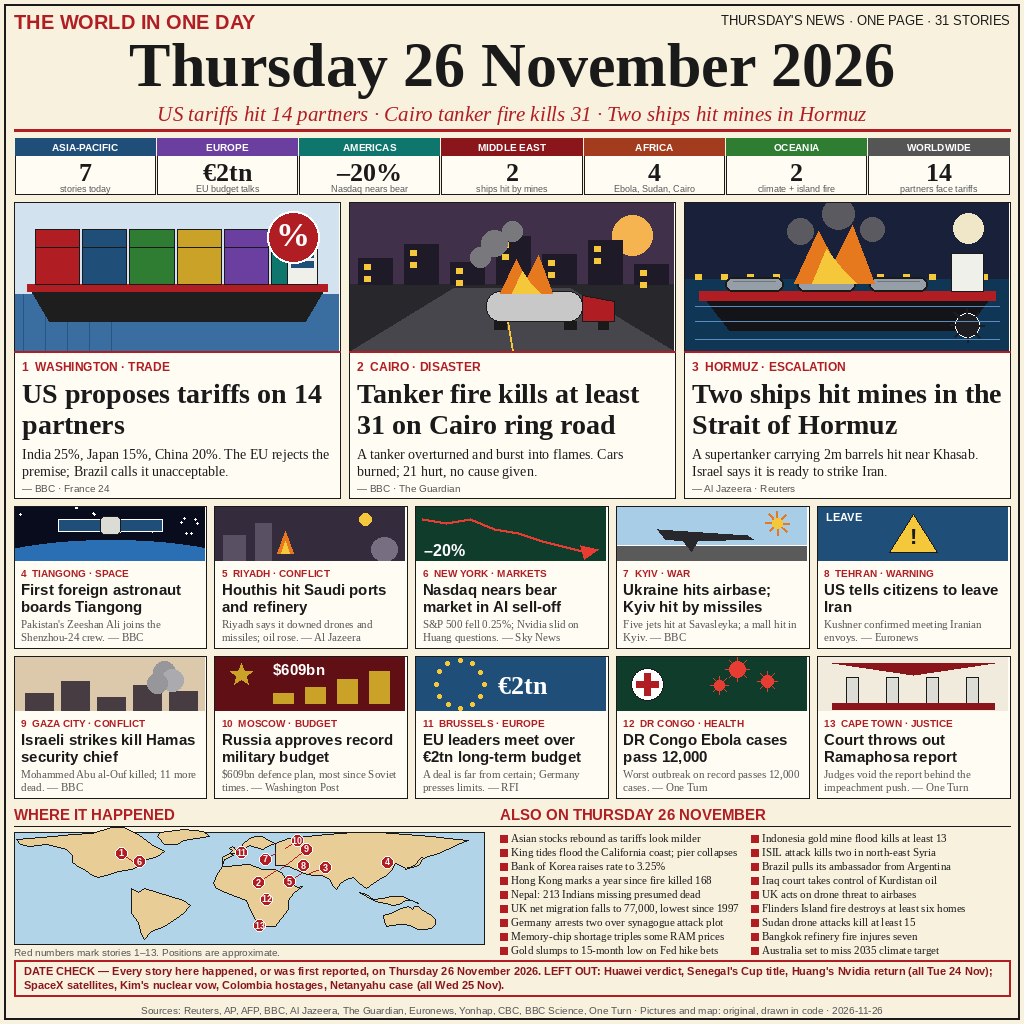 THE WORLD IN ONE DAY
THURSDAY'S NEWS · ONE PAGE · 31 STORIES
Thursday 26 November 2026
US tariffs hit 14 partners · Cairo tanker fire kills 31 · Two ships hit mines in Hormuz
ASIA-PACIFIC
7
stories today
EUROPE
€2tn
EU budget talks
AMERICAS
–20%
Nasdaq nears bear
MIDDLE EAST
2
ships hit by mines
AFRICA
4
Ebola, Sudan, Cairo
OCEANIA
2
climate + island fire
WORLDWIDE
14
partners face tariffs
%
1 WASHINGTON · TRADE
US proposes tariffs on 14
partners
India 25%, Japan 15%, China 20%. The EU rejects the
premise; Brazil calls it unacceptable.
— BBC · France 24
2 CAIRO · DISASTER
Tanker fire kills at least
31 on Cairo ring road
A tanker overturned and burst into flames. Cars
burned; 21 hurt, no cause given.
— BBC · The Guardian
3 HORMUZ · ESCALATION
Two ships hit mines in the
Strait of Hormuz
A supertanker carrying 2m barrels hit near Khasab.
Israel says it is ready to strike Iran.
— Al Jazeera · Reuters
4 TIANGONG · SPACE
First foreign astronaut
boards Tiangong
Pakistan's Zeeshan Ali joins the
Shenzhou-24 crew. — BBC
5 RIYADH · CONFLICT
Houthis hit Saudi ports
and refinery
Riyadh says it downed drones and
missiles; oil rose. — Al Jazeera
–20%
6 NEW YORK · MARKETS
Nasdaq nears bear
market in AI sell-off
S&P 500 fell 0.25%; Nvidia slid on
Huang questions. — Sky News
7 KYIV · WAR
Ukraine hits airbase;
Kyiv hit by missiles
Five jets hit at Savasleyka; a mall hit in
Kyiv. — BBC
LEAVE
!
8 TEHRAN · WARNING
US tells citizens to leave
Iran
Kushner confirmed meeting Iranian
envoys. — Euronews
9 GAZA CITY · CONFLICT
Israeli strikes kill Hamas
security chief
Mohammed Abu al-Ouf killed; 11 more
dead. — BBC
$609bn
10 MOSCOW · BUDGET
Russia approves record
military budget
$609bn defence plan, most since Soviet
times. — Washington Post
€2tn
11 BRUSSELS · EUROPE
EU leaders meet over
€2tn long-term budget
A deal is far from certain; Germany
presses limits. — RFI
12 DR CONGO · HEALTH
DR Congo Ebola cases
pass 12,000
Worst outbreak on record passes 12,000
cases. — One Turn
13 CAPE TOWN · JUSTICE
Court throws out
Ramaphosa report
Judges void the report behind the
impeachment push. — One Turn
WHERE IT HAPPENED
1
6
11
7
10
9
8
3
4
2
5
12
13
Red numbers mark stories 1–13. Positions are approximate.
ALSO ON THURSDAY 26 NOVEMBER
Asian stocks rebound as tariffs look milder
King tides flood the California coast; pier collapses
Bank of Korea raises rate to 3.25%
Hong Kong marks a year since fire killed 168
Nepal: 213 Indians missing presumed dead
UK net migration falls to 77,000, lowest since 1997
Germany arrests two over synagogue attack plot
Memory-chip shortage triples some RAM prices
Gold slumps to 15-month low on Fed hike bets
Indonesia gold mine flood kills at least 13
ISIL attack kills two in north-east Syria
Brazil pulls its ambassador from Argentina
Iraq court takes control of Kurdistan oil
UK acts on drone threat to airbases
Flinders Island fire destroys at least six homes
Sudan drone attacks kill at least 15
Bangkok refinery fire injures seven
Australia set to miss 2035 climate target
DATE CHECK — Every story here happened, or was first reported, on Thursday 26 November 2026. LEFT OUT: Huawei verdict, Senegal's Cup title, Huang's Nvidia return (all Tue 24 Nov);
SpaceX satellites, Kim's nuclear vow, Colombia hostages, Netanyahu case (all Wed 25 Nov).
Sources: Reuters, AP, AFP, BBC, Al Jazeera, The Guardian, Euronews, Yonhap, CBC, BBC Science, One Turn · Pictures and map: original, drawn in code · 2026-11-26